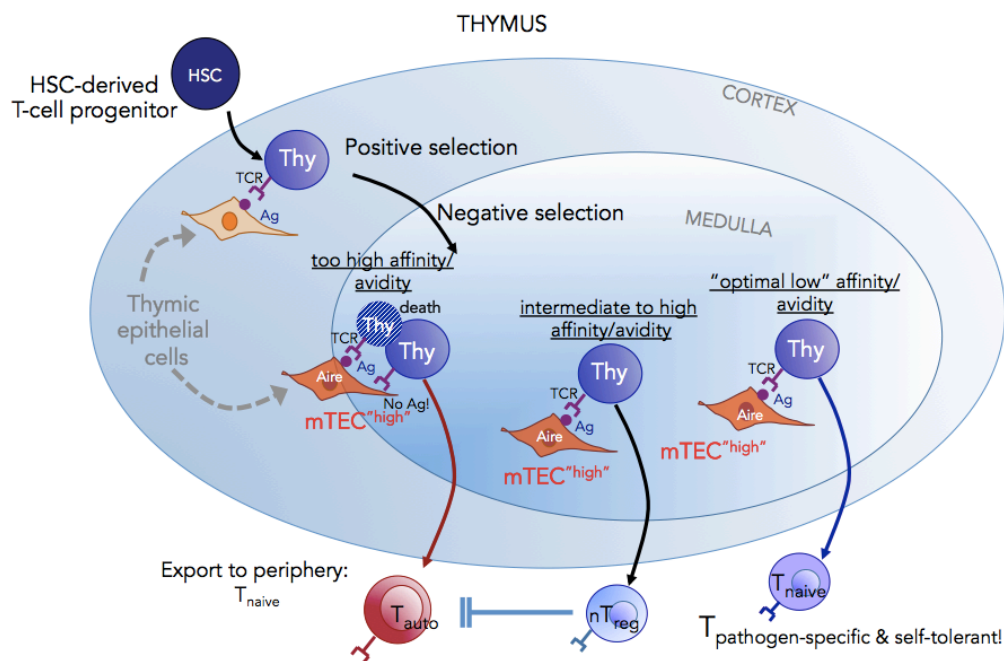 THYMUS
HSC-derived
T-cell progenitor
HSC
CORTEX
Thy
Positive selection
TCR
Ag
Negative selection
MEDULLA
Thymic
epithelial
cells
too high affinity/
avidity
death
Thy
TCR
Thy
Ag
Aire
No Ag!
mTEC"high"
intermediate to high
affinity/avidity
Thy
TCR
Ag
Aire
mTEC"high"
"optimal low" affinity/
avidity
Thy
TCR
Ag
Aire
mTEC"high"
Export to periphery:
Tnaive
Tauto
nTreg
Tnaive
Tpathogen-specific & self-tolerant!